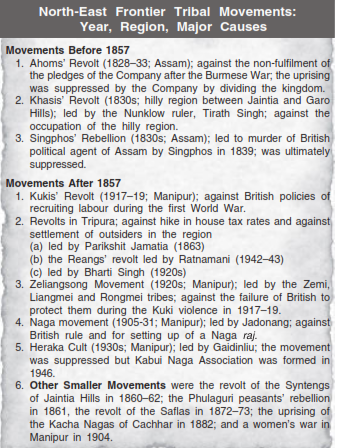 North-East Frontier Tribal Movements:
Year, Region, Major Causes
Movements Before 1857
1. Ahoms' Revolt (1828–33; Assam); against the non-fulfilment of
the pledges of the Company after the Burmese War; the uprising
was suppressed by the Company by dividing the kingdom.
2. Khasis' Revolt (1830s; hilly region between Jaintia and Garo
Hills); led by the Nunklow ruler, Tirath Singh; against the
occupation of the hilly region.
3. Singphos' Rebellion (1830s; Assam); led to murder of British
political agent of Assam by Singphos in 1839; was ultimately
suppressed.
Movements After 1857
1. Kukis' Revolt (1917–19; Manipur); against British policies of
recruiting labour during the first World War.
2. Revolts in Tripura; against hike in house tax rates and against
settlement of outsiders in the region
(a) led by Parikshit Jamatia (1863)
(b) the Reangs' revolt led by Ratnamani (1942–43)
(c) led by Bharti Singh (1920s)
3. Zeliangsong Movement (1920s; Manipur); led by the Zemi,
Liangmei and Rongmei tribes; against the failure of British to
protect them during the Kuki violence in 1917–19.
4. Naga movement (1905-31; Manipur); led by Jadonang; against
British rule and for setting up of a Naga raj.
5. Heraka Cult (1930s; Manipur); led by Gaidinliu; the movement
was suppressed but Kabui Naga Association was formed in
1946.
6. Other Smaller Movements were the revolt of the Syntengs
of Jaintia Hills in 1860–62; the Phulaguri peasants' rebellion
in 1861, the revolt of the Saflas in 1872–73; the uprising of
the Kacha Nagas of Cachhar in 1882; and a women's war in
Manipur in 1904.